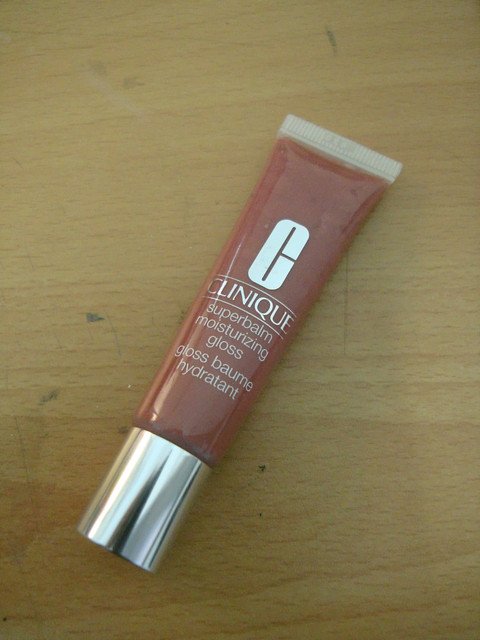 C
CLINIQUE
superbalm
moisturizing
gloss
gloss baume
hydratant